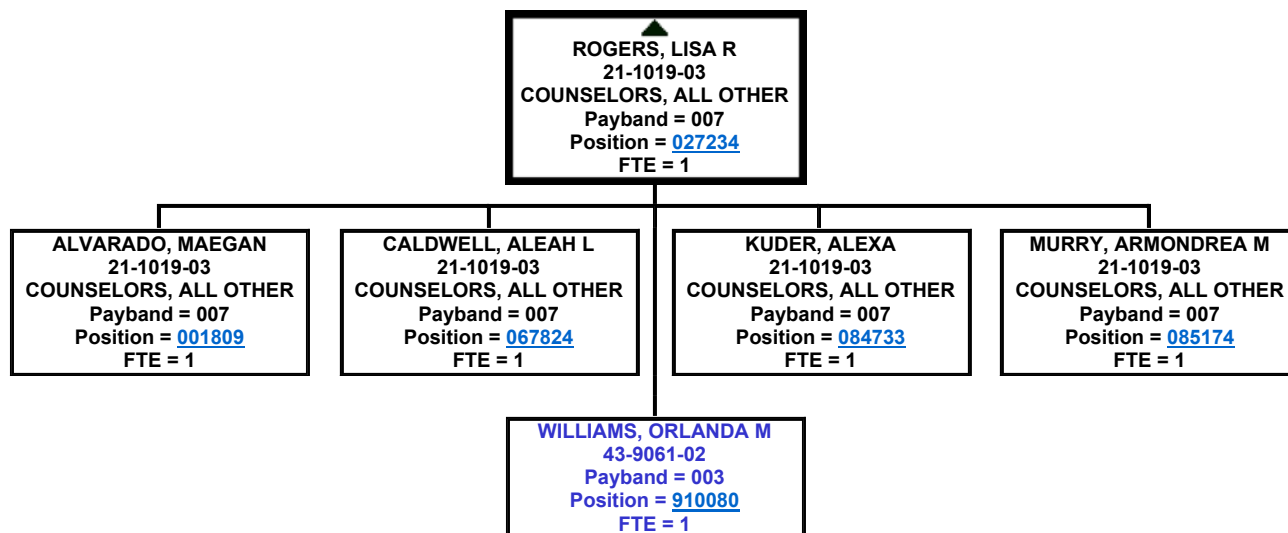 ROGERS, LISA R
21-1019-03
COUNSELORS, ALL OTHER
Payband = 007
Position = 027234
FTE = 1
ALVARADO, MAEGAN
21-1019-03
COUNSELORS, ALL OTHER
Payband = 007
Position = 001809
FTE = 1
CALDWELL, ALEAH L
21-1019-03
COUNSELORS, ALL OTHER
Payband = 007
Position = 067824
FTE = 1
KUDER, ALEXA
21-1019-03
COUNSELORS, ALL OTHER
Payband = 007
Position = 084733
FTE = 1
MURRY, ARMONDREA M
21-1019-03
COUNSELORS, ALL OTHER
Payband = 007
Position = 085174
FTE = 1
WILLIAMS, ORLANDA M
43-9061-02
Payband = 003
Position = 910080
FTE = 1